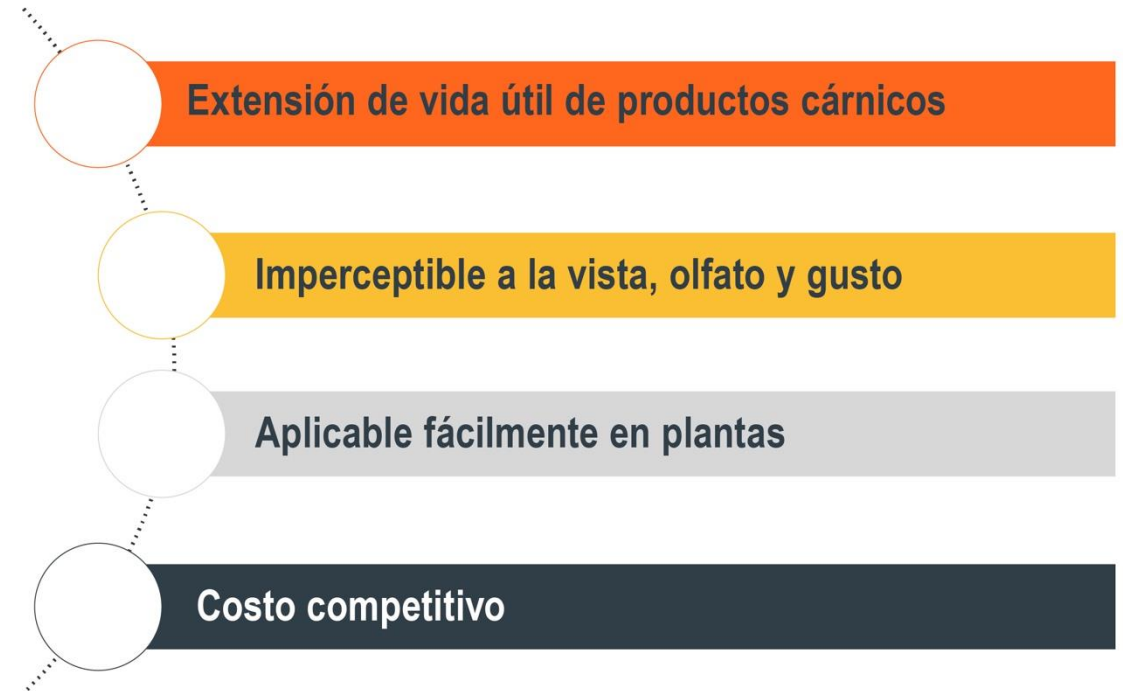 Extensión de vida útil de productos cárnicos
Imperceptible a la vista, olfato y gusto
Aplicable fácilmente en plantas
Costo competitivo